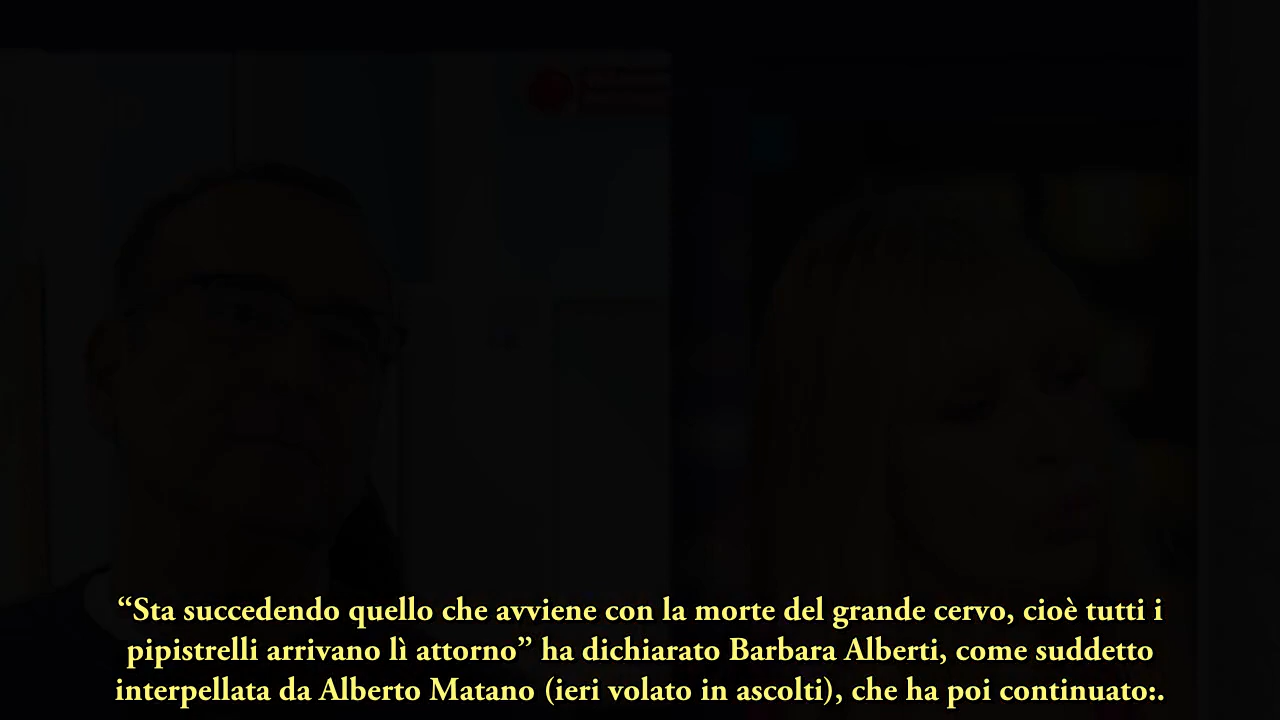 “Sta succedendo quello che avviene con la morte del grande cervo, cioè tutti i
pipistrelli arrivano lì attorno” ha dichiarato Barbara Alberti, come suddetto
interpellata da Alberto Matano (ieri volato in ascolti), che ha poi continuato:.